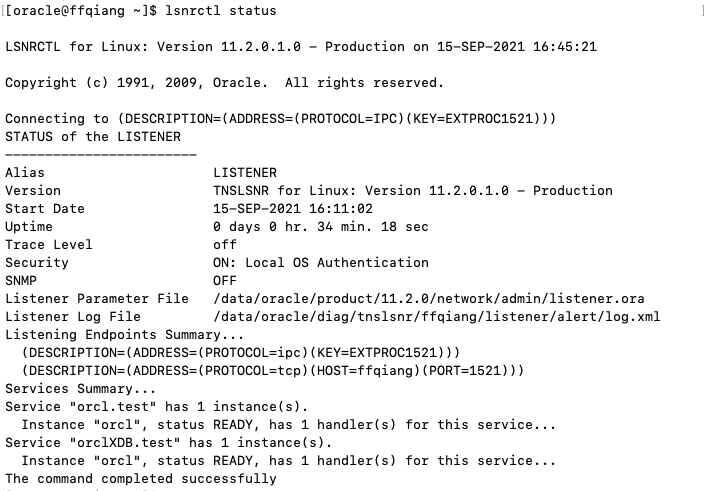 [oracle@ffqiang ~]$ lsnrctl status
LSNRCTL for Linux: Version 11.2.0.1.0 - Production on 15-SEP-2021 16:45:21
Copyright (c) 1991, 2009, Oracle.  All rights reserved.
Connecting to (DESCRIPTION=(ADDRESS=(PROTOCOL=IPC)(KEY=EXTPROC1521)))
STATUS of the LISTENER
------------------------
Alias                     LISTENER
Version                   TNSLSNR for Linux: Version 11.2.0.1.0 - Production
Start Date                15-SEP-2021 16:11:02
Uptime                    0 days 0 hr. 34 min. 18 sec
Trace Level               off
Security                  ON: Local OS Authentication
SNMP                      OFF
Listener Parameter File   /data/oracle/product/11.2.0/network/admin/listener.ora
Listener Log File         /data/oracle/diag/tnslsnr/ffqiang/listener/alert/log.xml
Listening Endpoints Summary...
  (DESCRIPTION=(ADDRESS=(PROTOCOL=ipc)(KEY=EXTPROC1521)))
  (DESCRIPTION=(ADDRESS=(PROTOCOL=tcp)(HOST=ffqiang)(PORT=1521)))
Services Summary...
Service "orcl.test" has 1 instance(s).
  Instance "orcl", status READY, has 1 handler(s) for this service...
Service "orclXDB.test" has 1 instance(s).
  Instance "orcl", status READY, has 1 handler(s) for this service...
The command completed successfully